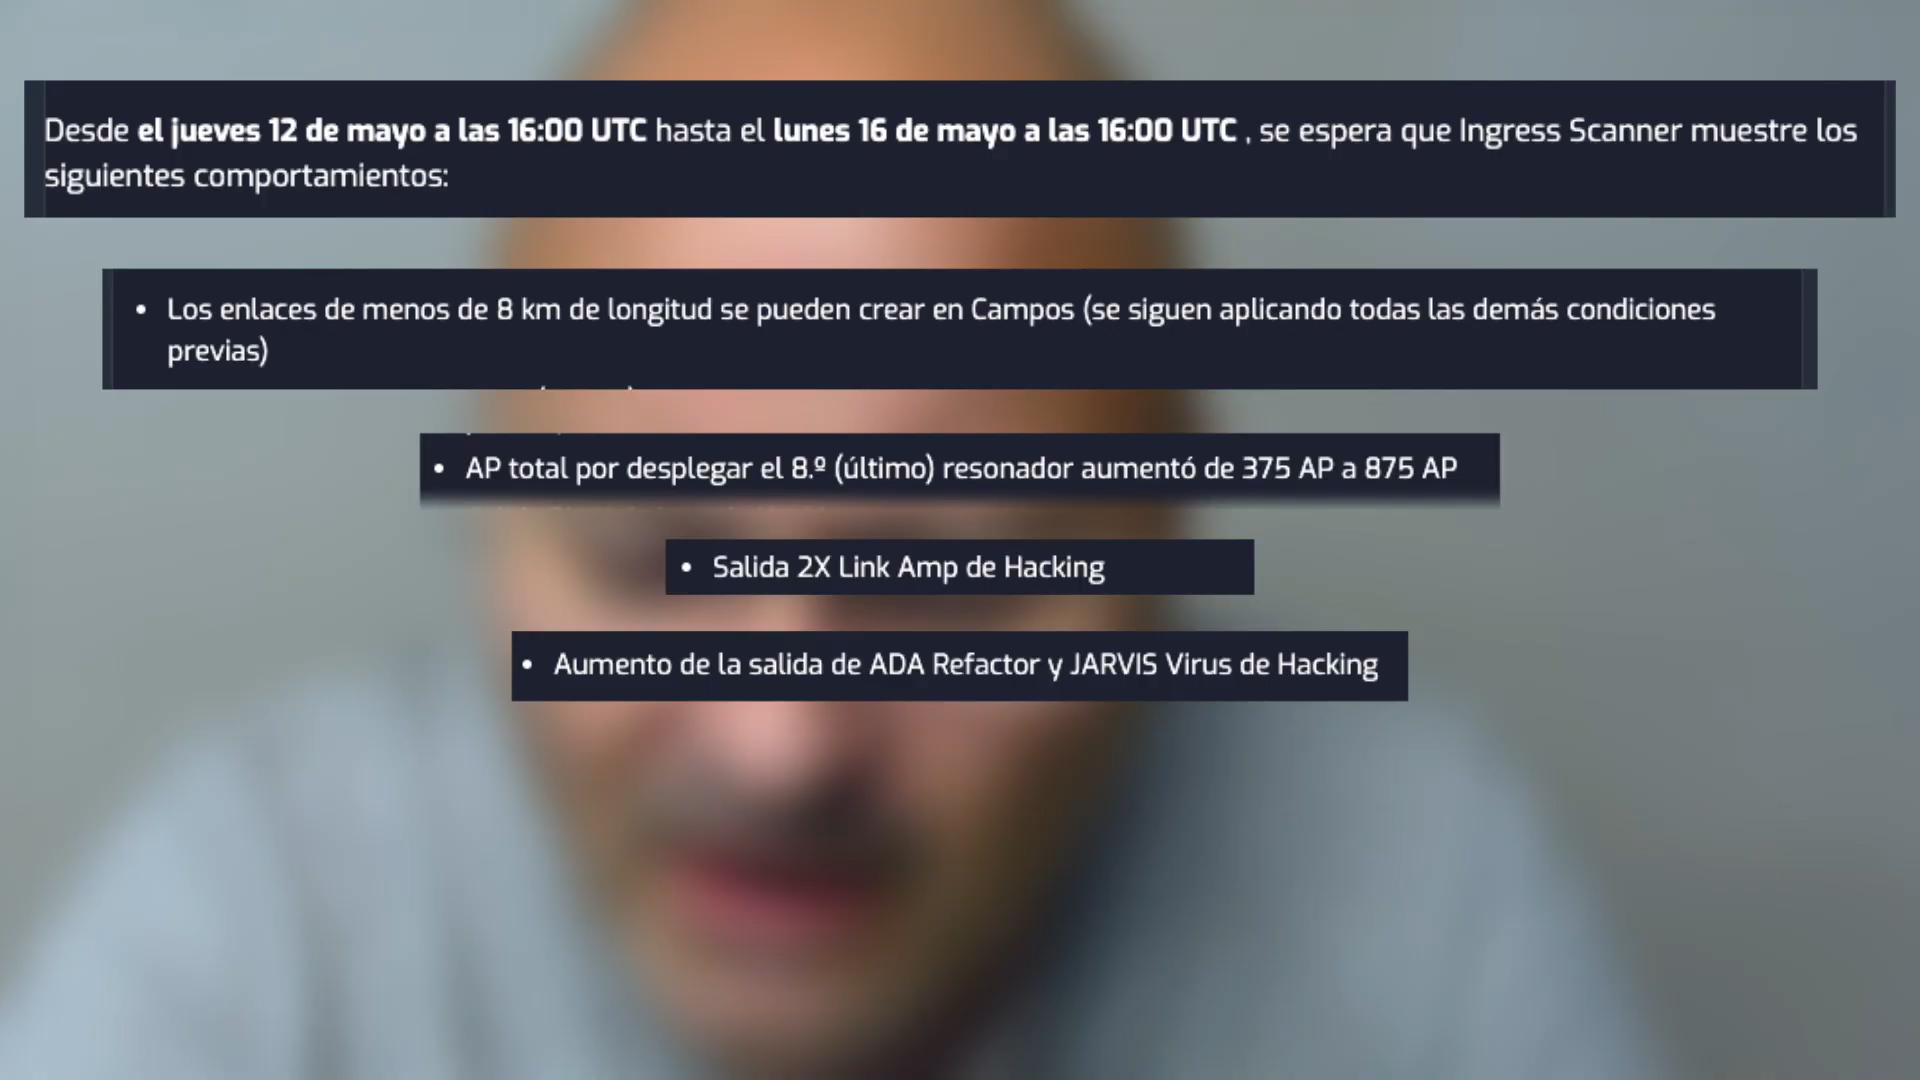 Desde el jueves 12 de mayo a las 16:00 UTC hasta el lunes 16 de mayo a las 16:00 UTC , se espera que Ingress Scanner muestre los
siguientes comportamientos:
• Los enlaces de menos de 8 km de longitud se pueden crear en Campos (se siguen aplicando todas las demás condiciones
previas)
• AP total por desplegar el 8.º (último) resonador aumentó de 375 AP a 875 AP
• Salida 2X Link Amp de Hacking
• Aumento de la salida de ADA Refactor y JARVIS Virus de Hacking